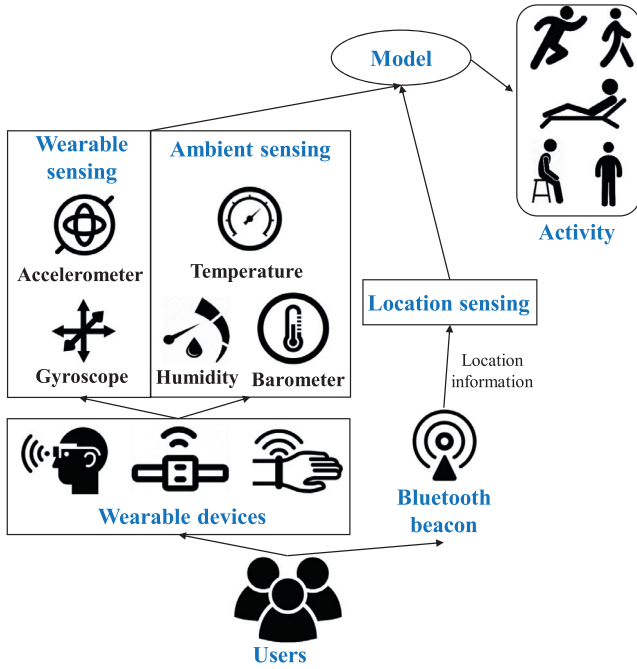 Model
Activity
Wearable
sensing
Ambient sensing
Accelerometer
Temperature
Gyroscope
Humidity
Barometer
Location sensing
Location
information
Wearable devices
Bluetooth
beacon
Users